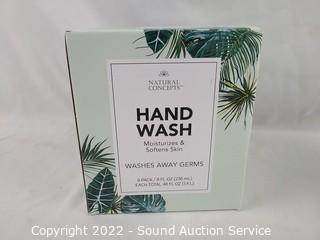 NATURAL
CONCEPTS™
HAND
WASH
Moisturizes &
Softens Skin
WASHES AWAY GERMS
6 PACK / 8 FL OZ (236 mL)
EACH TOTAL 48 FL OZ (1.4 L)
Copyright 2022 - Sound Auction Service